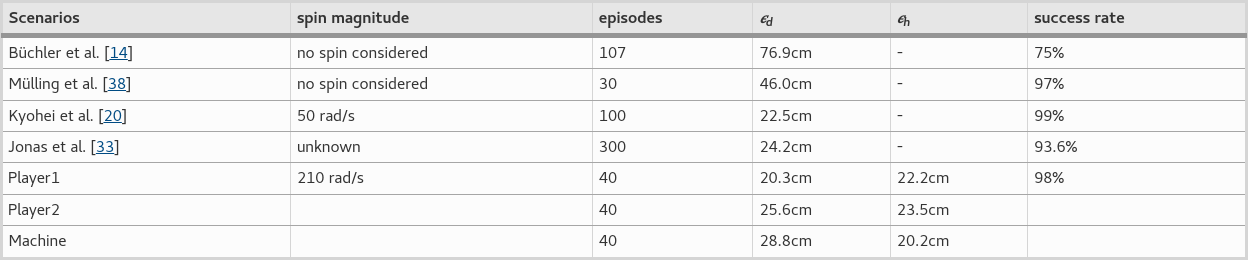 Scenarios spin magnitude episodes ϵd ϵh success rate
Büchler et al. [14] no spin considered 107 76.9cm - 75%
Mülling et al. [38] no spin considered 30 46.0cm - 97%
Kyohei et al. [20] 50 rad/s 100 22.5cm - 99%
Jonas et al. [33] unknown 300 24.2cm - 93.6%
Player1 210 rad/s 40 20.3cm 22.2cm 98%
Player2 40 25.6cm 23.5cm
Machine 40 28.8cm 20.2cm